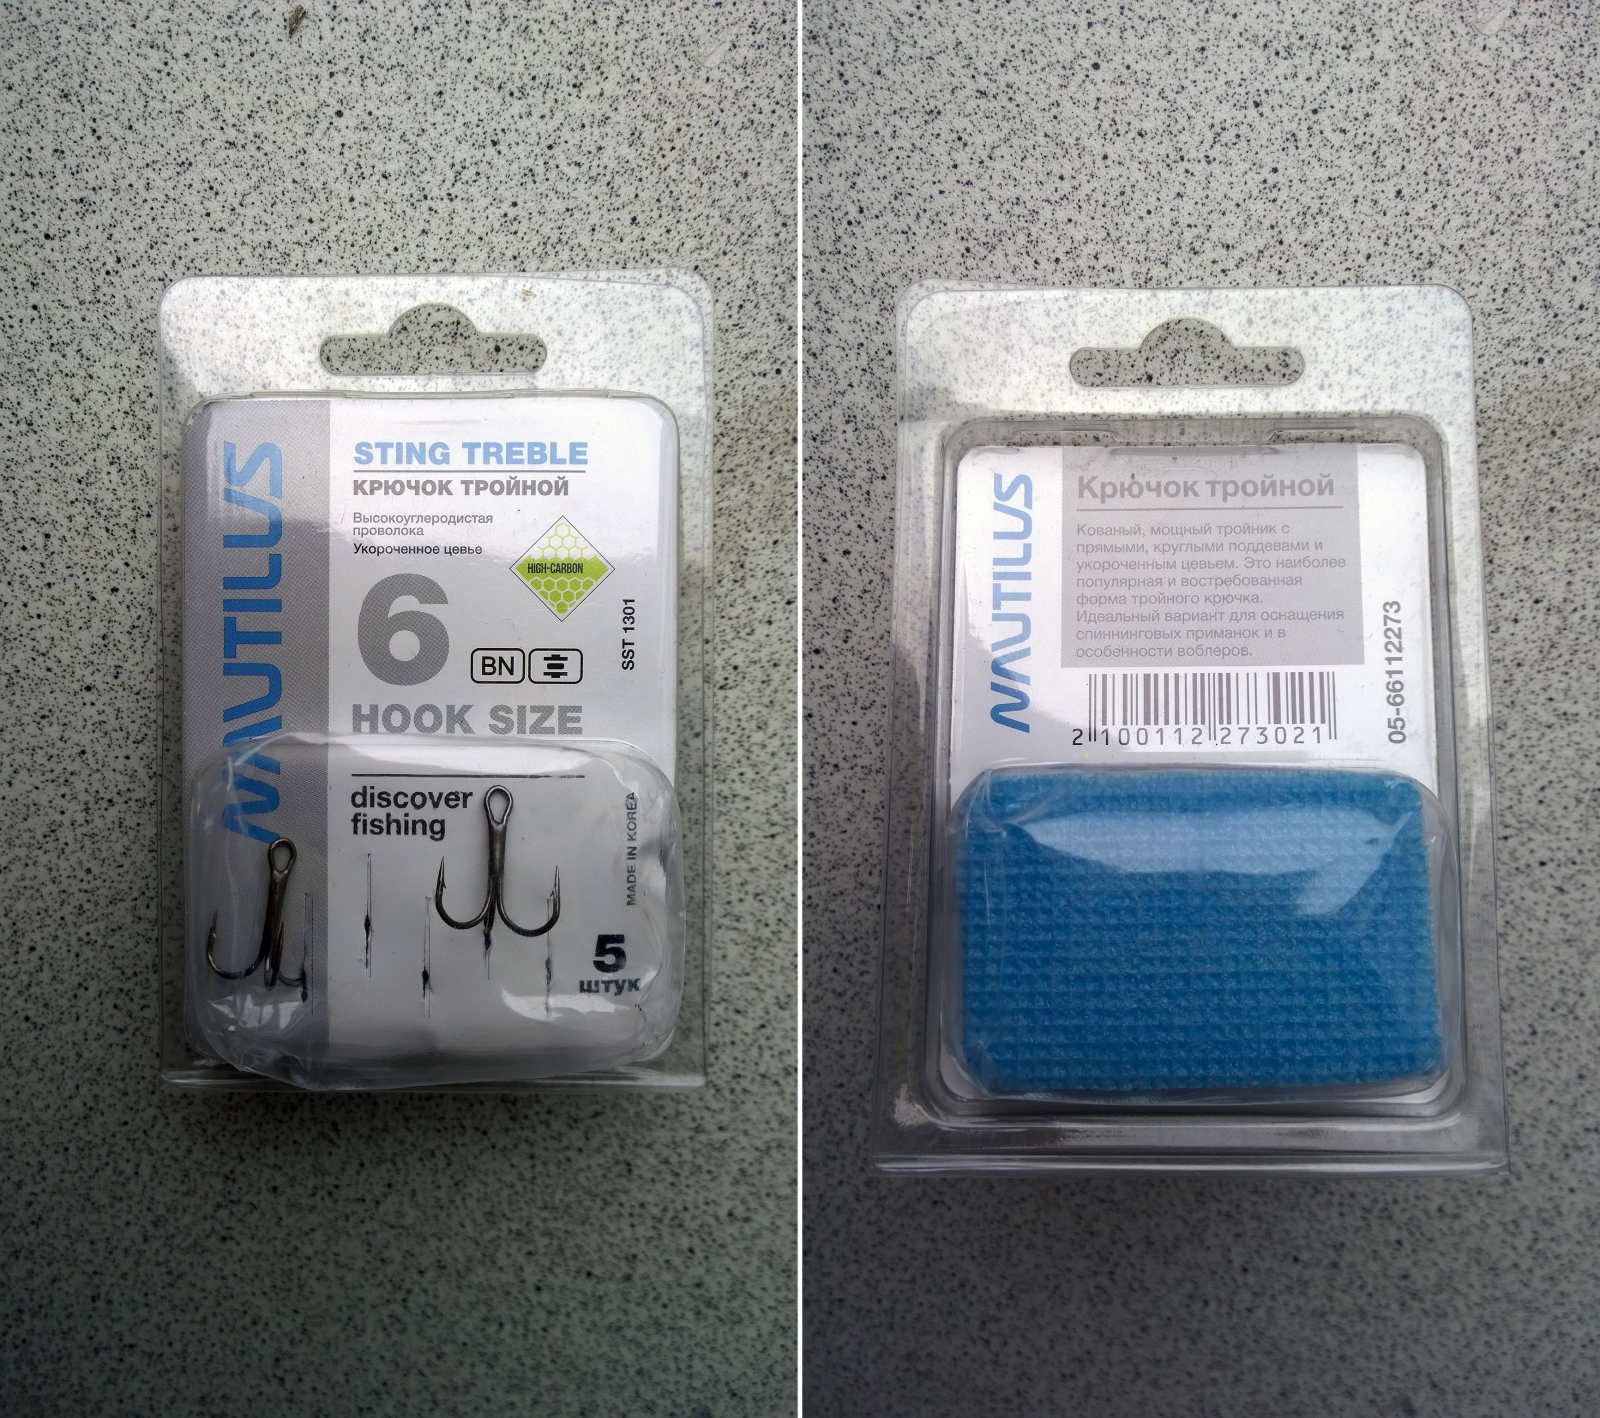 NAUTILUS
STING TREBLE
КРЮЧОК ТРОЙНОЙ
Высокоуглеродистая
проволока
Укороченное цевье
HIGH-CARBON
6
BN
SST 1301
HOOK SIZE
discover
fishing
MADE IN KOREA
5
штук
NAUTILUS
Крючок тройной
Кованый, мощный тройник с
прямыми, круглыми поддевами и
укороченным цевьем. Это наиболее
популярная и востребованная
форма тройного крючка.
Идеальный вариант для оснащения
спиннинговых приманок и в
особенности воблеров.
2 100112 273021
05-66112273